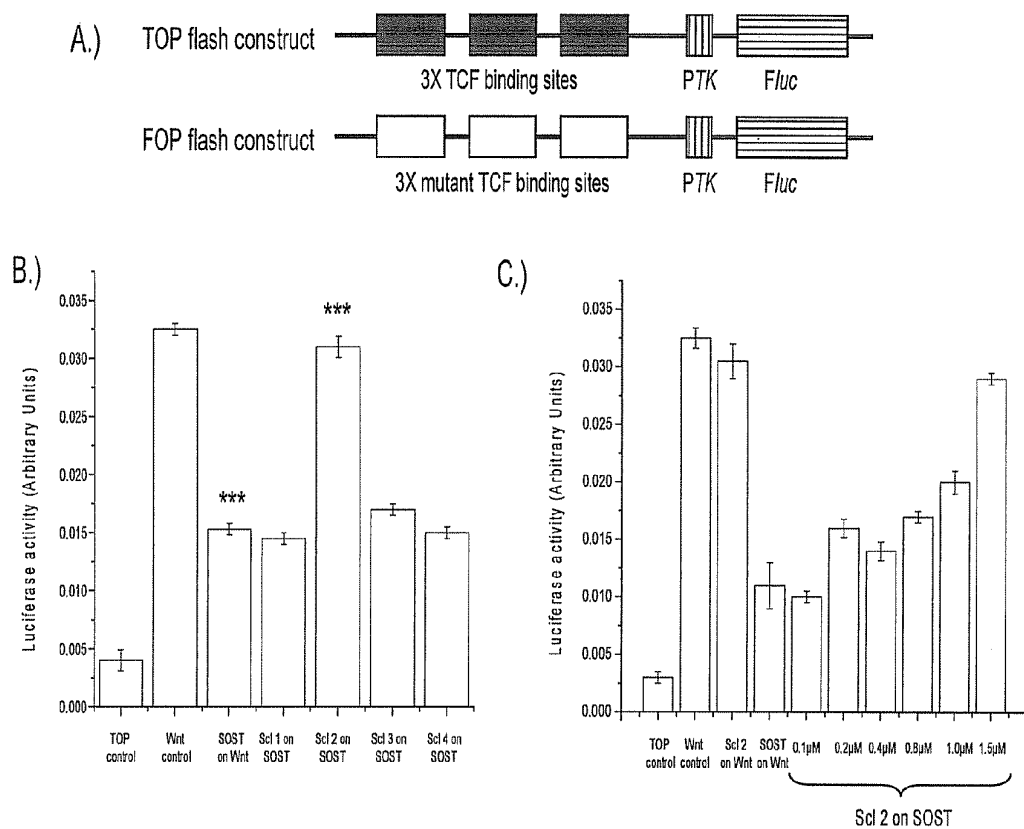 A.)
TOP flash construct
3X TCF binding sites
PTK
Fluc
FOP flash construct
3X mutant TCF binding sites
PTK
Fluc
B.)
Luciferase activity (Arbitrary Units)
0.035
0.030
0.025
0.020
0.015
0.010
0.005
0.000
***
***
TOP control
Wnt control
SOST on Wnt
Scl 1 on SOST
Scl 2 on SOST
Scl 3 on SOST
Scl 4 on SOST
C.)
Luciferase activity (Arbitrary Units)
0.035
0.030
0.025
0.020
0.015
0.010
0.005
0.000
TOP control
Wnt control
Scl 2 on Wnt
SOST on Wnt
0.1µM
0.2µM
0.4µM
0.8µM
1.0µM
1.5µM
Scl 2 on SOST